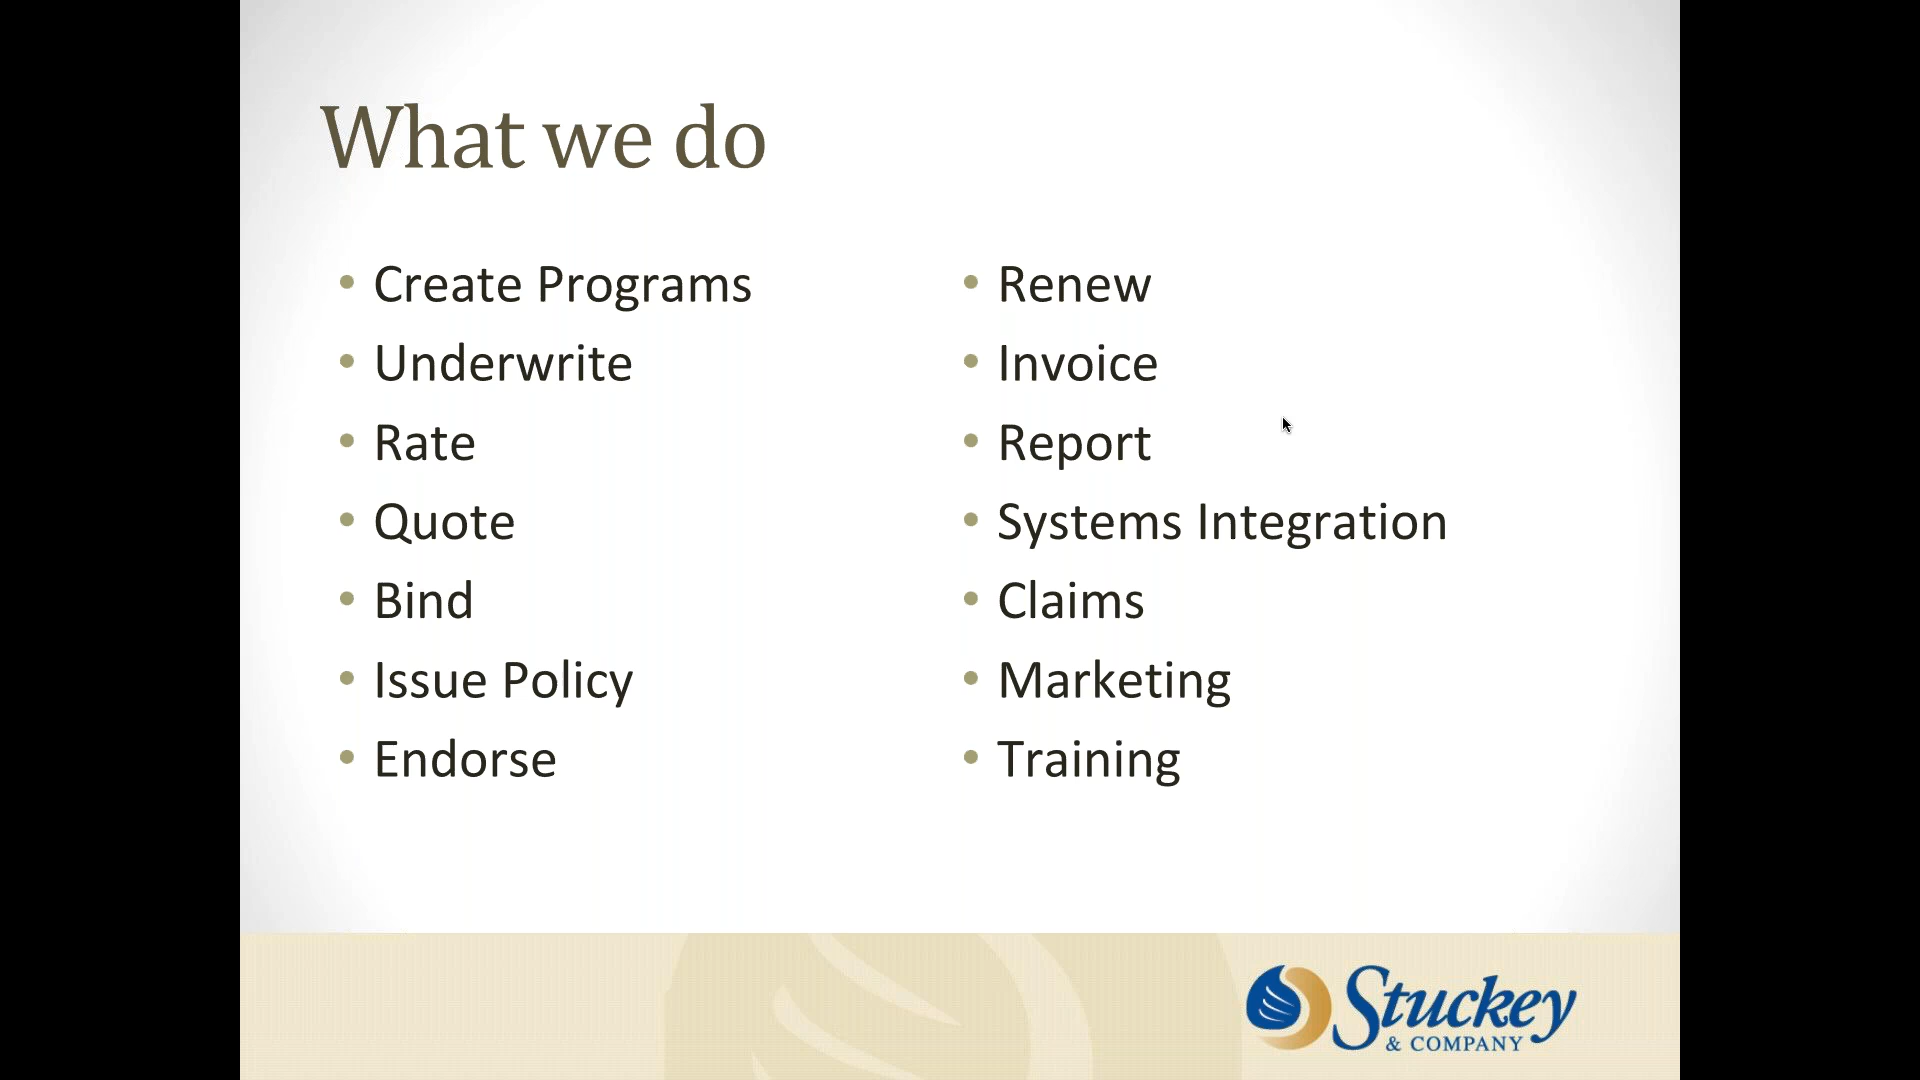 What we do
• Create Programs
• Underwrite
• Rate
• Quote
• Bind
• Issue Policy
• Endorse
• Renew
• Invoice
• Report
• Systems Integration
• Claims
• Marketing
• Training
Stuckey
& COMPANY